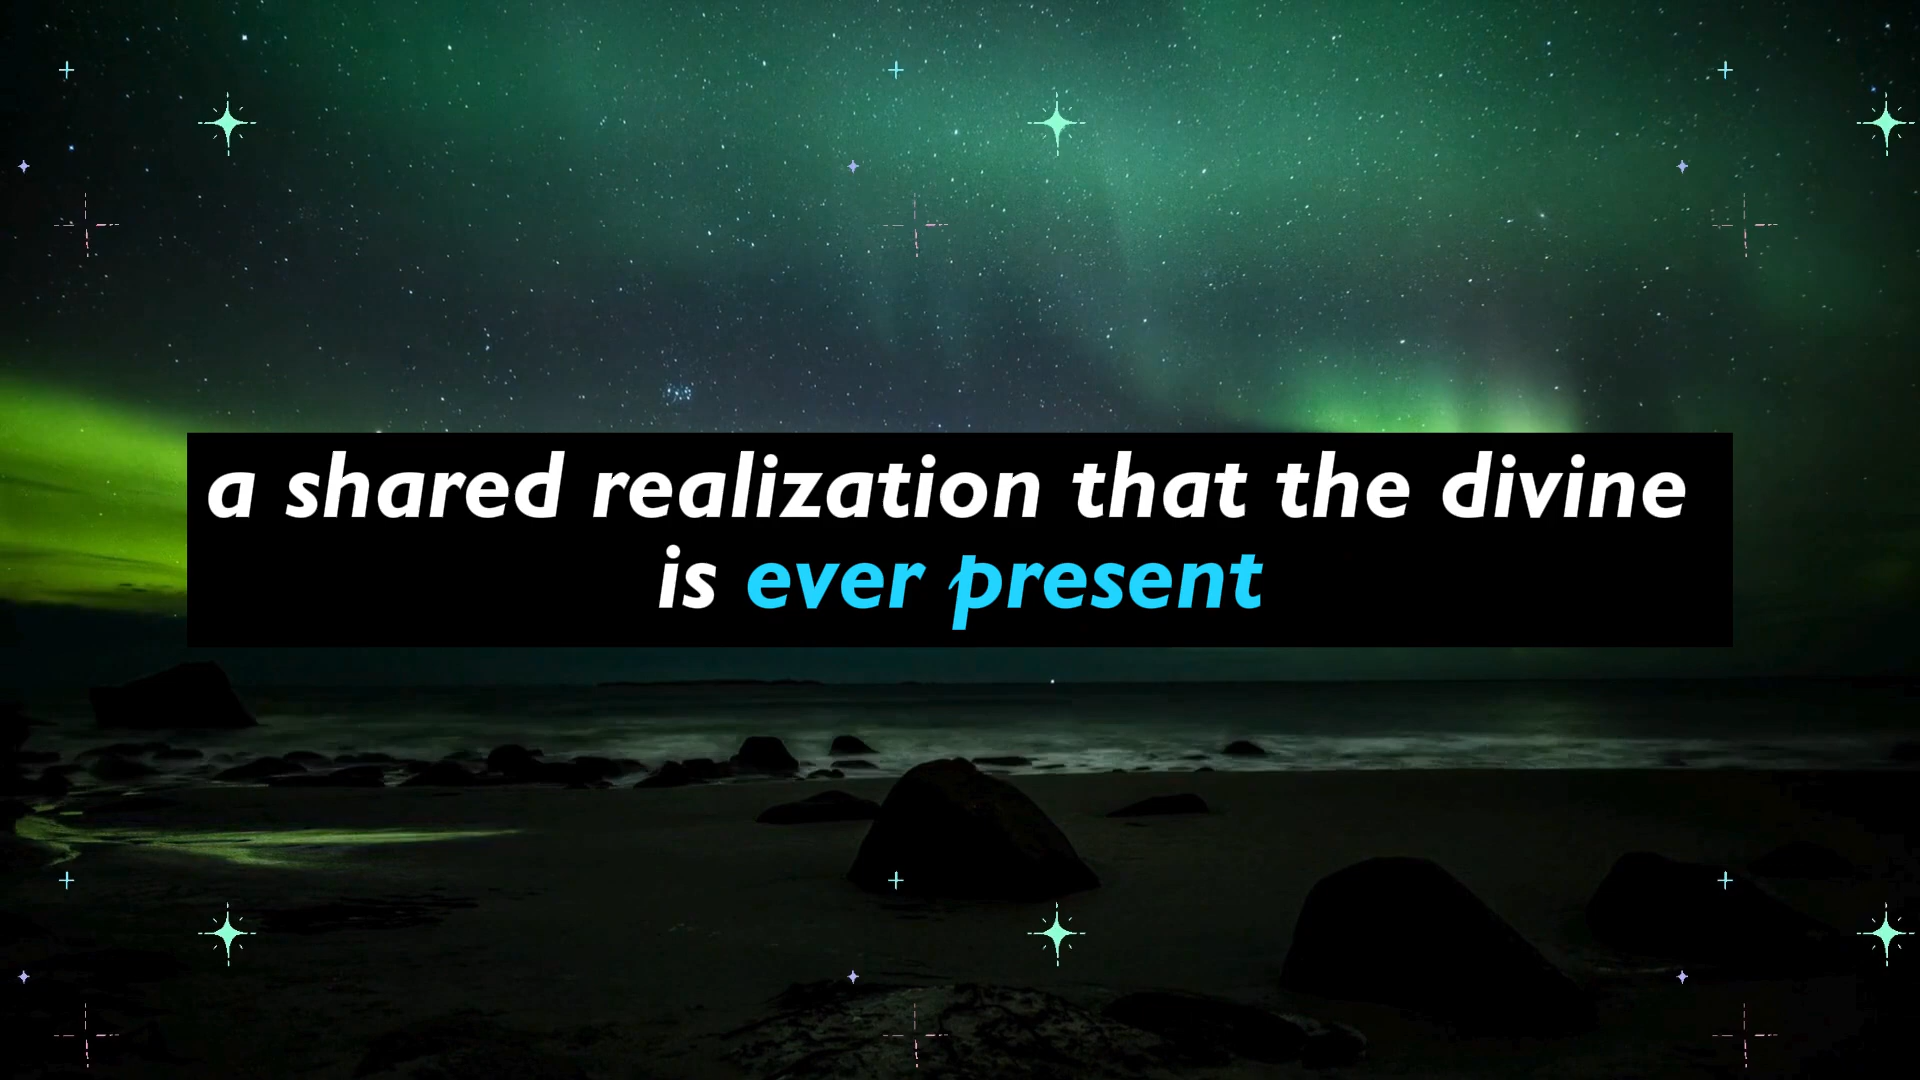 a shared realization that the divine
is ever present